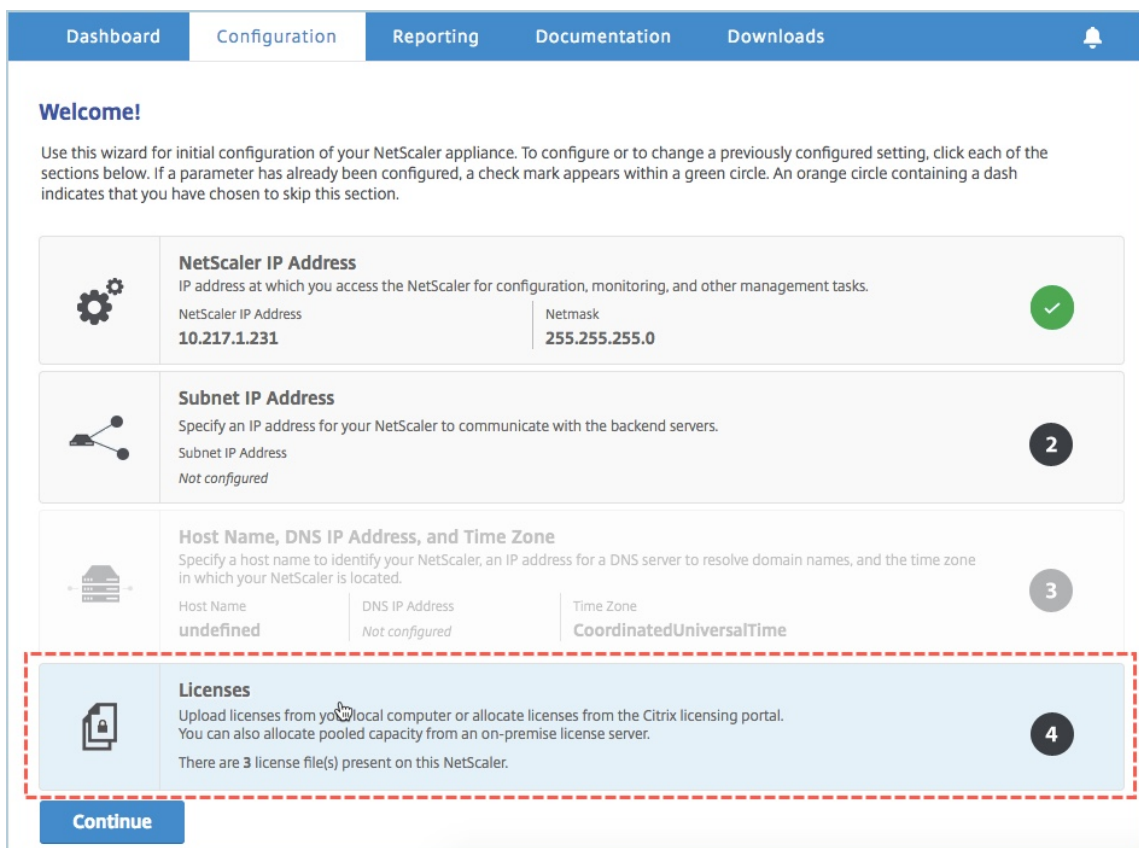 Dashboard Configuration Reporting Documentation Downloads
Welcome!
Use this wizard for initial configuration of your NetScaler appliance. To configure or to change a previously configured setting, click each of the
sections below. If a parameter has already been configured, a check mark appears within a green circle. An orange circle containing a dash
indicates that you have chosen to skip this section.
NetScaler IP Address
IP address at which you access the NetScaler for configuration, monitoring, and other management tasks.
NetScaler IP Address Netmask
10.217.1.231 255.255.255.0
Subnet IP Address
Specify an IP address for your NetScaler to communicate with the backend servers.
2
Subnet IP Address
Not configured
Host Name, DNS IP Address, and Time Zone
Specify a host name to identify your NetScaler, an IP address for a DNS server to resolve domain names, and the time zone
in which your NetScaler is located.
3
Host Name DNS IP Address Time Zone
undefined Not configured CoordinatedUniversalTime
Licenses
Upload licenses from your local computer or allocate licenses from the Citrix licensing portal.
You can also allocate pooled capacity from an on-premise license server.
4
There are 3 license file(s) present on this NetScaler.
Continue